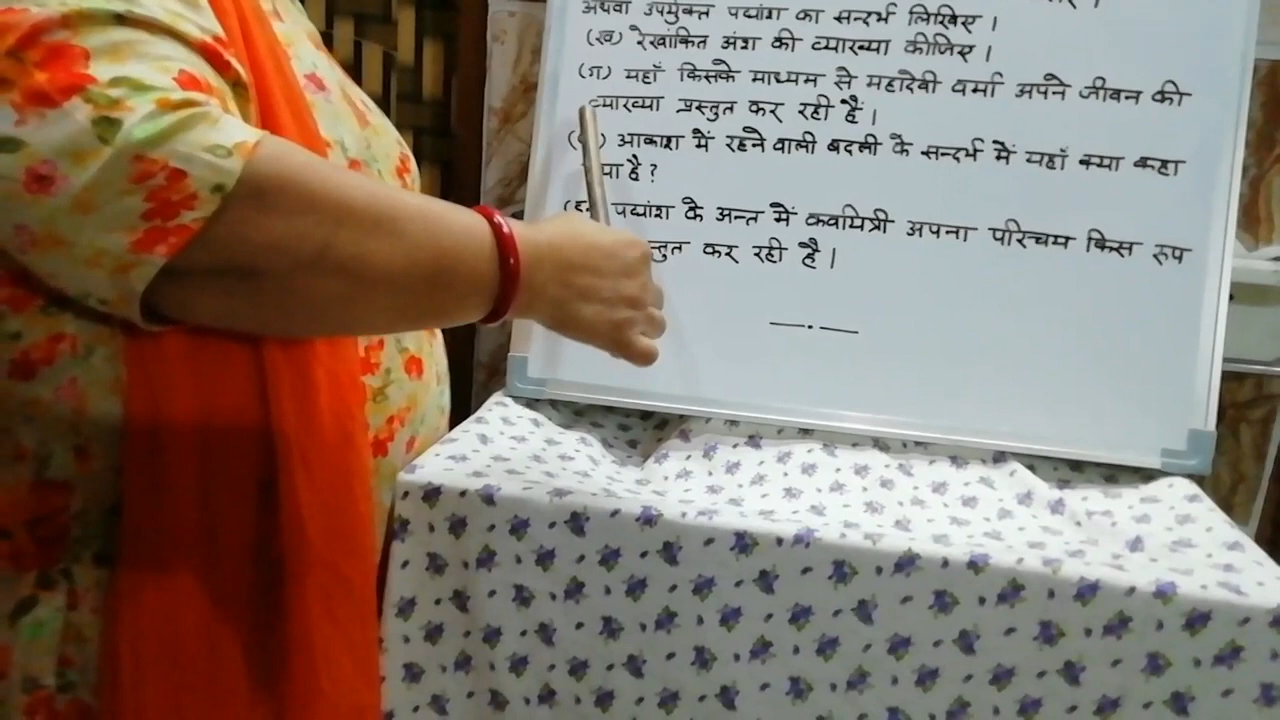 अथवा उपर्युक्त पद्यांश का सन्दर्भ लिखिए।
(ख) रेखांकित अंश की व्याख्या कीजिए।
(ग) यहाँ किसके माध्यम से महादेवी वर्मा अपने जीवन की
व्याख्या प्रस्तुत कर रही हैं।
आकाश में रहने वाली बदली के सन्दर्भ में यहाँ क्या कहा
है?
पद्यांश के अन्त में कवयित्री अपना परिचय किस रूप
कर रही है।